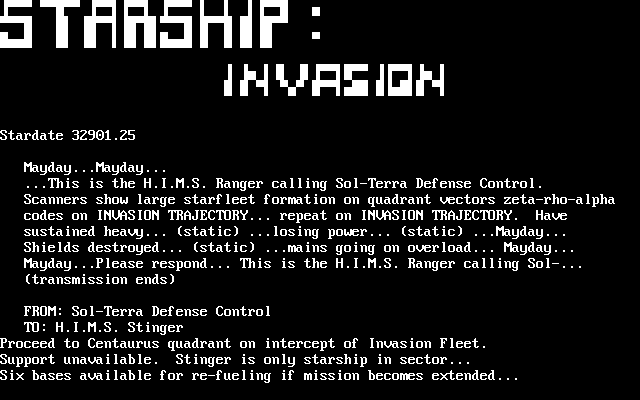 STARSHIP:
INVASION
Stardate 32901.25
Mayday...Mayday...
...This is the H.I.M.S. Ranger calling Sol-Terra Defense Control.
Scanners show large starfleet formation on quadrant vectors zeta-rho-alpha
codes on INVASION TRAJECTORY... repeat on INVASION TRAJECTORY.  Have
sustained heavy... (static) ...losing power... (static) ...Mayday...
Shields destroyed... (static) ...mains going on overload... Mayday...
Mayday...Please respond... This is the H.I.M.S. Ranger calling Sol-...
(transmission ends)
FROM: Sol-Terra Defense Control
TO: H.I.M.S. Stinger
Proceed to Centaurus quadrant on intercept of Invasion Fleet.
Support unavailable.  Stinger is only starship in sector...
Six bases available for re-fueling if mission becomes extended...